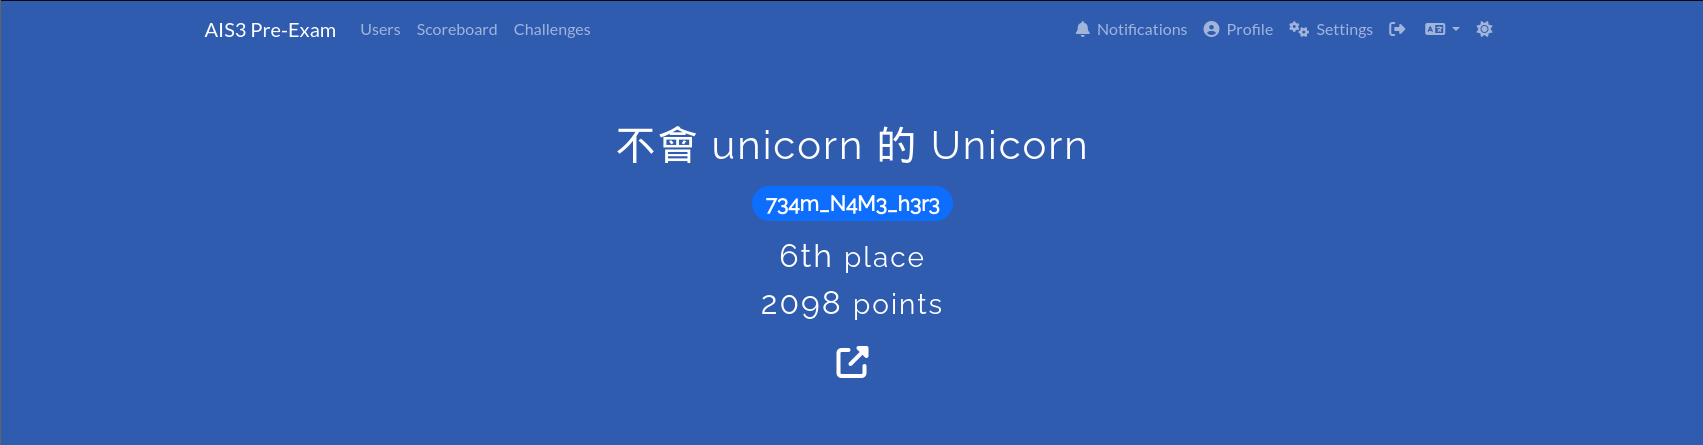 AIS3 Pre-Exam Users Scoreboard Challenges Notifications Profile Settings
不會 unicorn 的 Unicorn
734m_N4M3_h3r3
6th place
2098 points